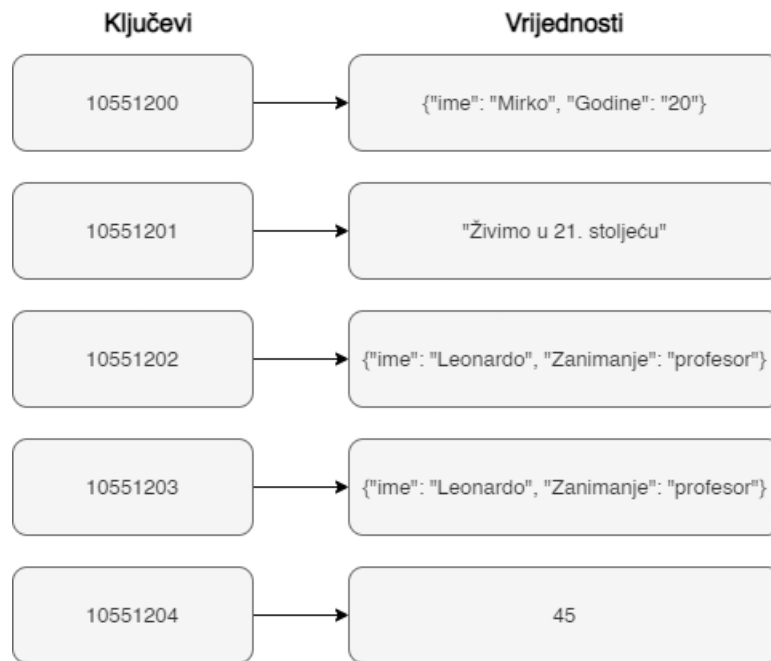 Ključevi Vrijednosti
10551200 {"ime": "Mirko", "Godine": "20"}
10551201 "Živimo u 21. stoljeću"
10551202 {"ime": "Leonardo", "Zanimanje": "profesor"}
10551203 {"ime": "Leonardo", "Zanimanje": "profesor"}
10551204 45